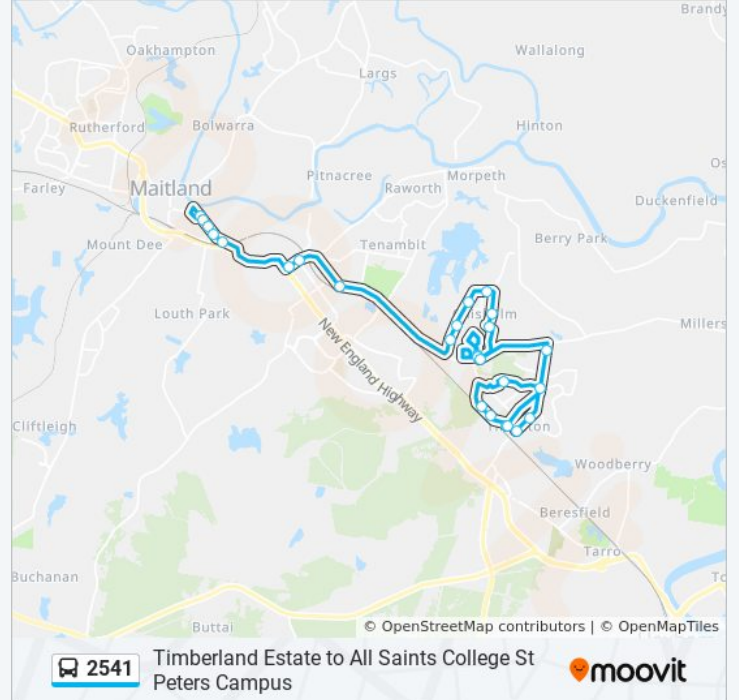 Brandy
Oakhampton
Wallalong
Largs
Rutherford
Bolwarra
Hinton
Os
Farley
Maitland
Pitnacree
Morpeth
Raworth
Duckenfield
Mount Dee
Tenambit
Berry Park
Louth Park
Millers
New England Highway
Cliftleigh
Woodberry
Beresfield
Tarro
Buchanan
To
Buttai
© OpenStreetMap contributors | © OpenMapTiles
2541
Timberland Estate to All Saints College St
Peters Campus
moovit